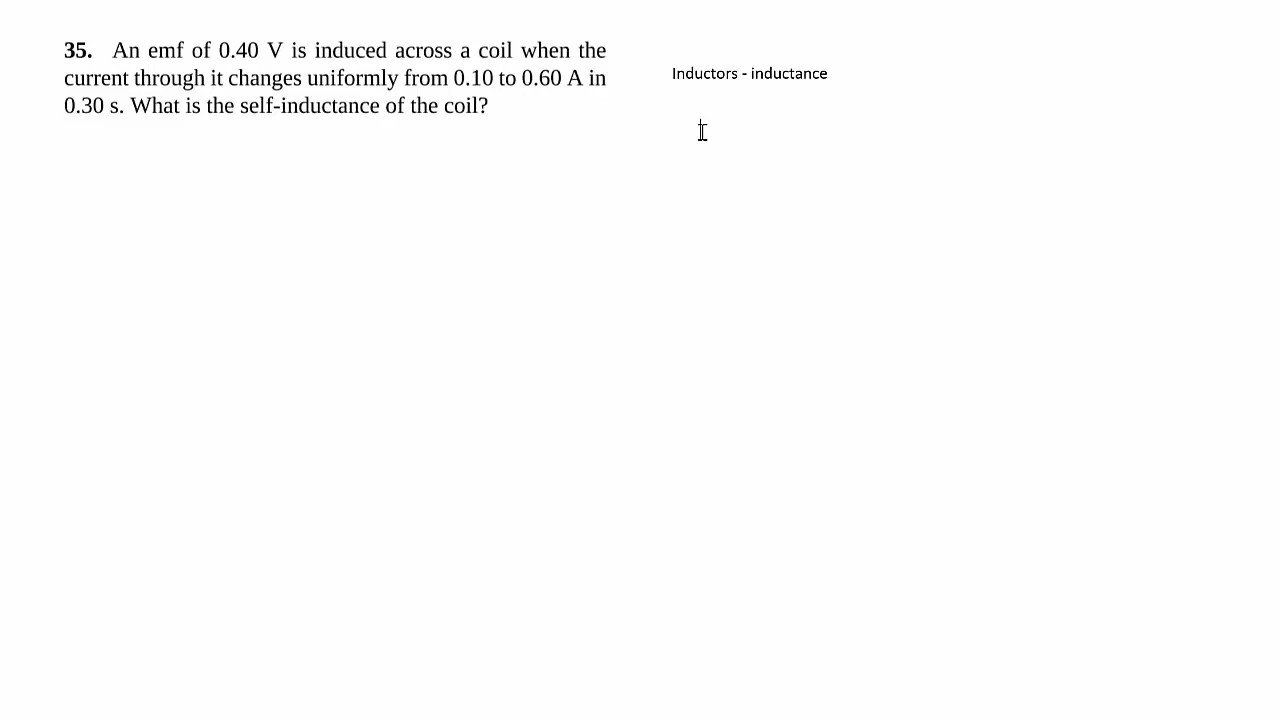 35. An emf of 0.40 V is induced across a coil when the
current through it changes uniformly from 0.10 to 0.60 A in
0.30 s. What is the self-inductance of the coil?
Inductors - inductance